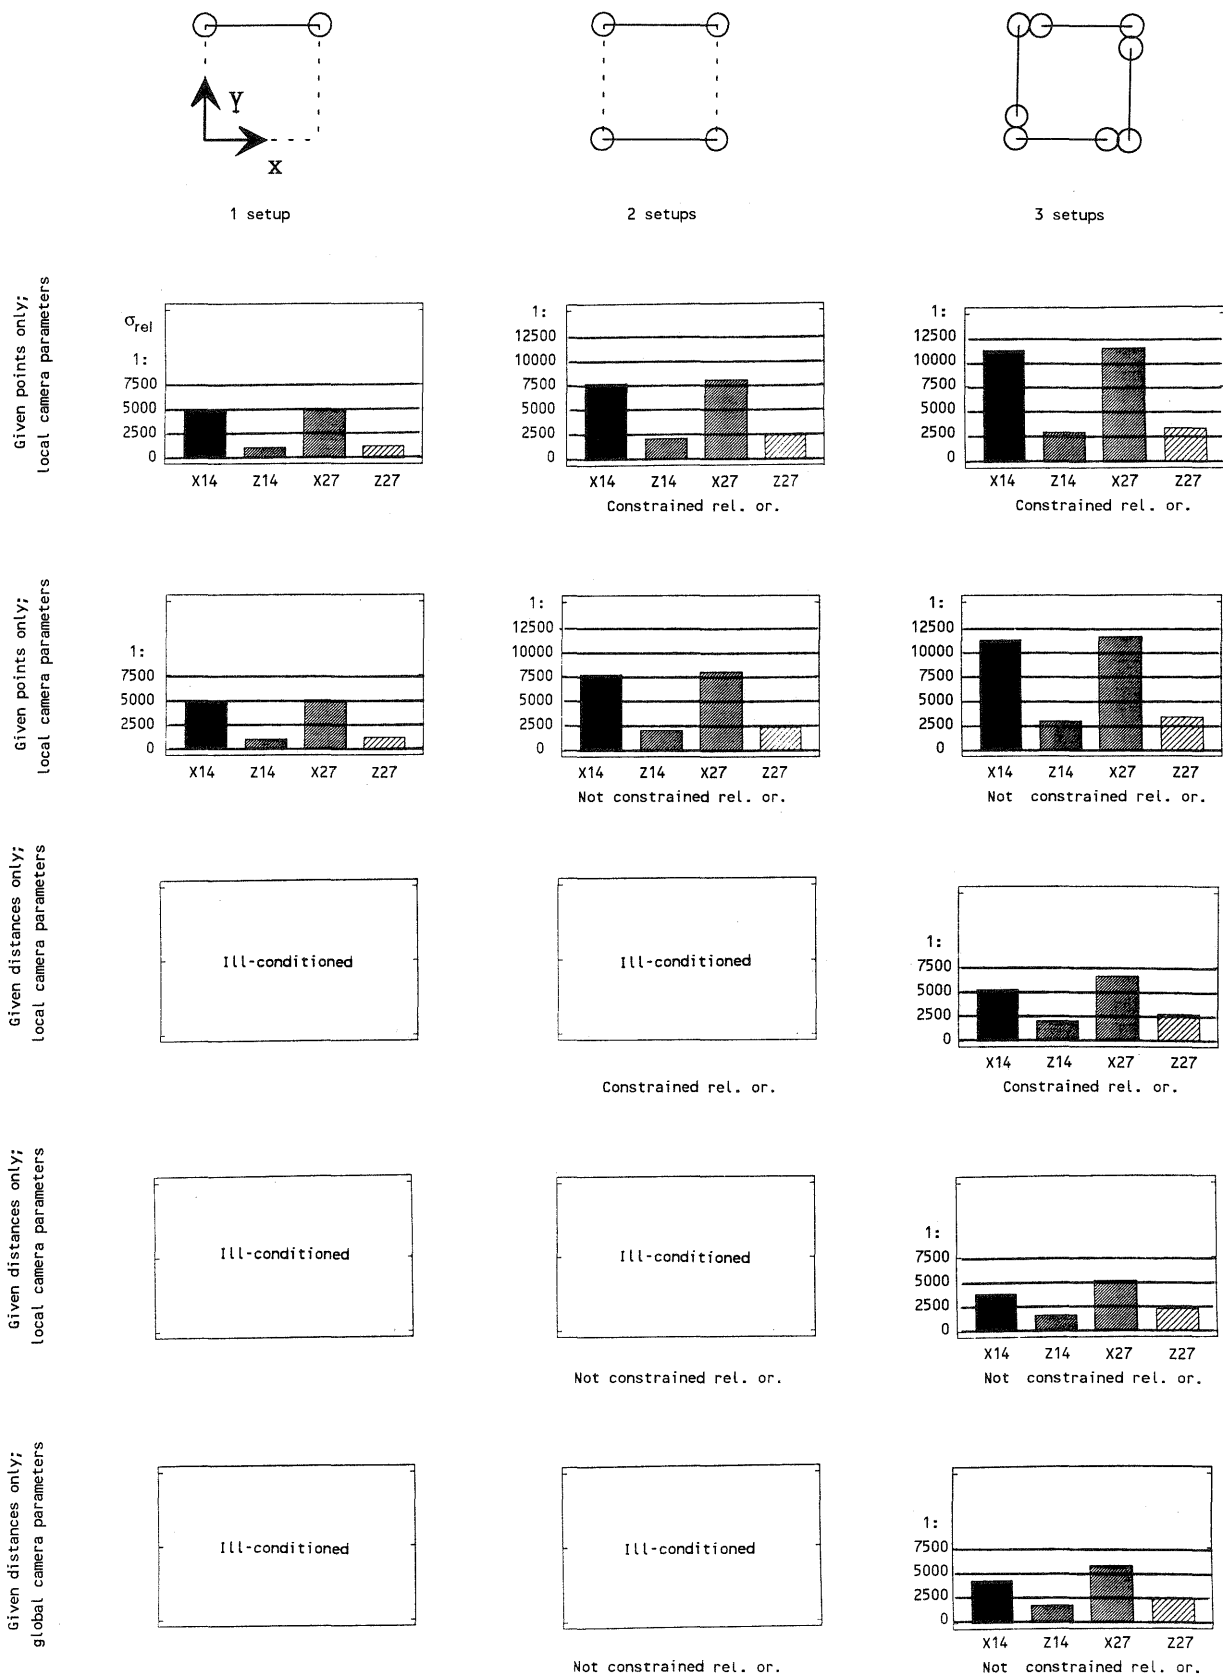 Y
X
1 setup
2 setups
3 setups
Given points only;
local camera parameters
σrel
1:
7500
5000
2500
0
X14 Z14 X27 Z27
1:
12500
10000
7500
5000
2500
0
X14 Z14 X27 Z27
Constrained rel. or.
1:
12500
10000
7500
5000
2500
0
X14 Z14 X27 Z27
Constrained rel. or.
Given points only;
local camera parameters
1:
7500
5000
2500
0
X14 Z14 X27 Z27
1:
12500
10000
7500
5000
2500
0
X14 Z14 X27 Z27
Not constrained rel. or.
1:
12500
10000
7500
5000
2500
0
X14 Z14 X27 Z27
Not constrained rel. or.
Given distances only;
local camera parameters
Ill-conditioned
Ill-conditioned
Constrained rel. or.
1:
7500
5000
2500
0
X14 Z14 X27 Z27
Constrained rel. or.
Given distances only;
local camera parameters
Ill-conditioned
Ill-conditioned
Not constrained rel. or.
1:
7500
5000
2500
0
X14 Z14 X27 Z27
Not constrained rel. or.
Given distances only;
global camera parameters
Ill-conditioned
Ill-conditioned
Not constrained rel. or.
1:
7500
5000
2500
0
X14 Z14 X27 Z27
Not constrained rel. or.